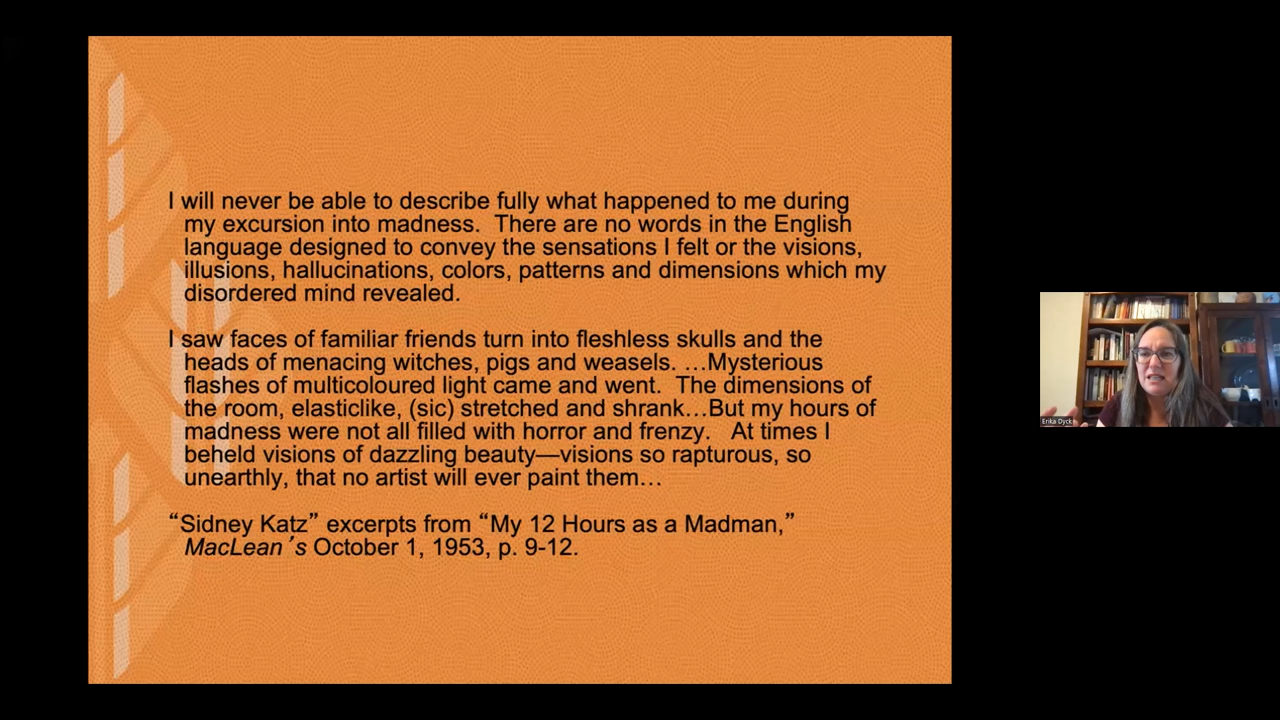 I will never be able to describe fully what happened to me during
my excursion into madness.  There are no words in the English
language designed to convey the sensations I felt or the visions,
illusions, hallucinations, colors, patterns and dimensions which my
disordered mind revealed.
I saw faces of familiar friends turn into fleshless skulls and the
heads of menacing witches, pigs and weasels. …Mysterious
flashes of multicoloured light came and went.  The dimensions of
the room, elasticlike, (sic) stretched and shrank…But my hours of
madness were not all filled with horror and frenzy.   At times I
beheld visions of dazzling beauty—visions so rapturous, so
unearthly, that no artist will ever paint them…
“Sidney Katz” excerpts from “My 12 Hours as a Madman,”
MacLean’s October 1, 1953, p. 9-12.
Erika Dyck